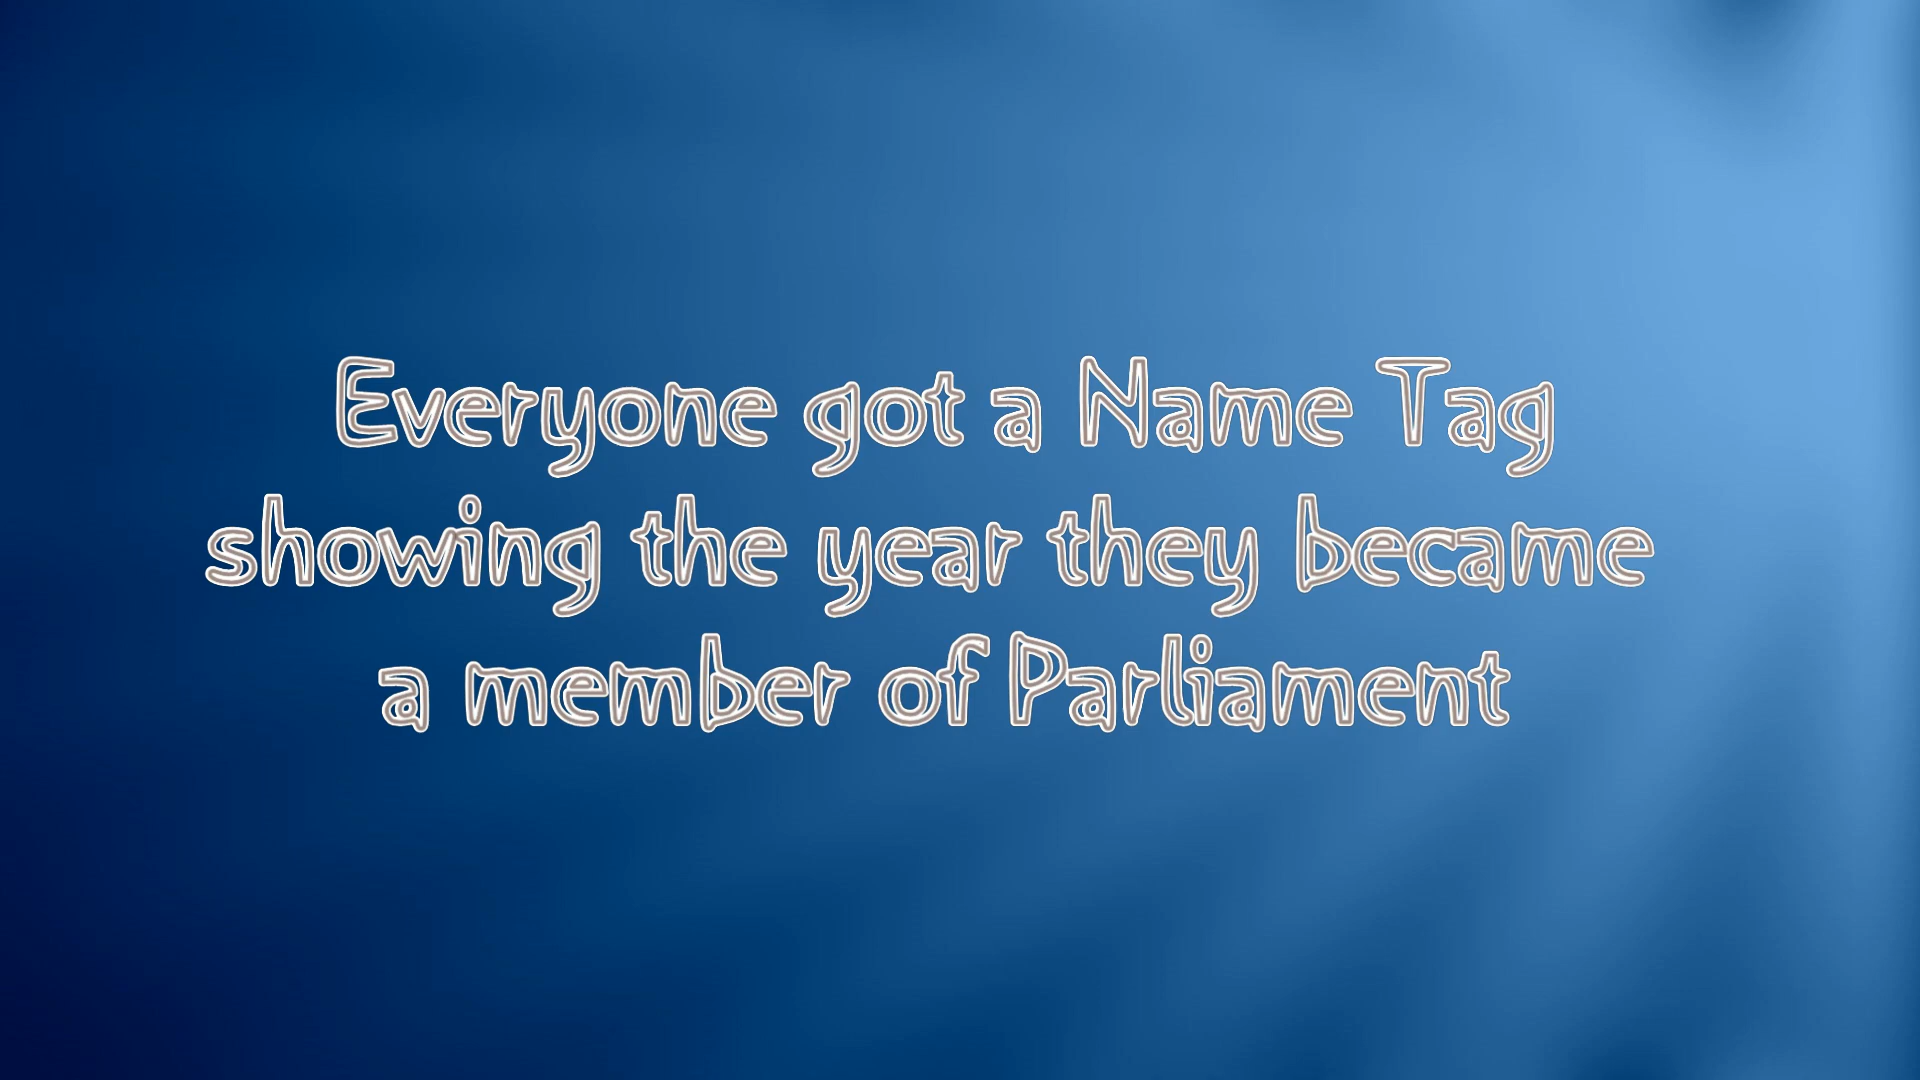 Everyone got a Name Tag
showing the year they became
a member of Parliament